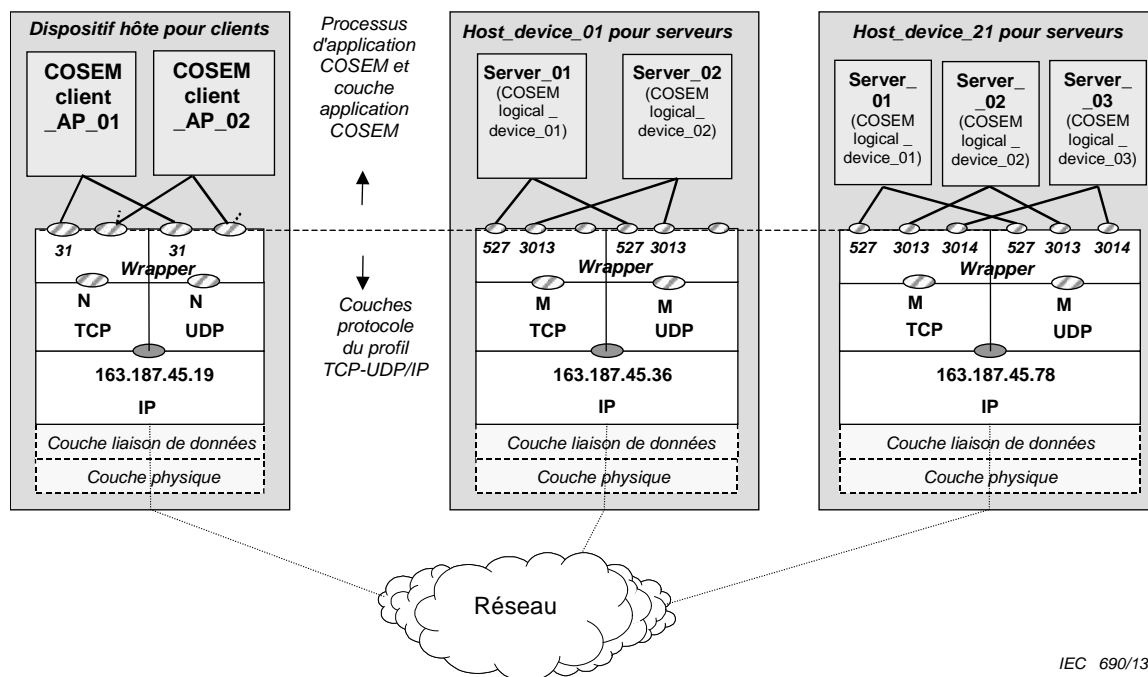 Dispositif hôte pour clients
COSEM
client
_AP_01
COSEM
client
_AP_02
31
31
Wrapper
N
N
TCP
UDP
163.187.45.19
IP
Couche liaison de données
Couche physique
Processus
d'application
COSEM et
couche
application
COSEM
Couches
protocole
du profil
TCP-UDP/IP
Host_device_01 pour serveurs
Server_01
(COSEM
logical_
device_01)
Server_02
(COSEM
logical_
device_02)
527
3013
527
3013
Wrapper
M
M
TCP
UDP
163.187.45.36
IP
Couche liaison de données
Couche physique
Host_device_21 pour serveurs
Server_
_01
(COSEM
logical _
device_01)
Server_
_02
(COSEM
logical _
device_02)
Server_
_03
(COSEM
logical _
device_03)
527
3013
3014
527
3013
3014
Wrapper
M
M
TCP
UDP
163.187.45.78
IP
Couche liaison de données
Couche physique
Réseau
IEC 690/13